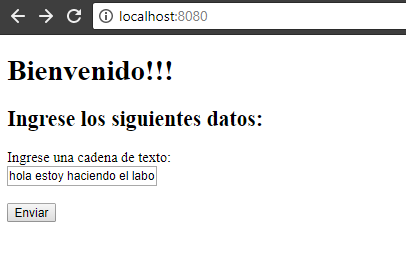 localhost:8080
Bienvenido!!!
Ingrese los siguientes datos:
Ingrese una cadena de texto:
hola estoy haciendo el labo
Enviar